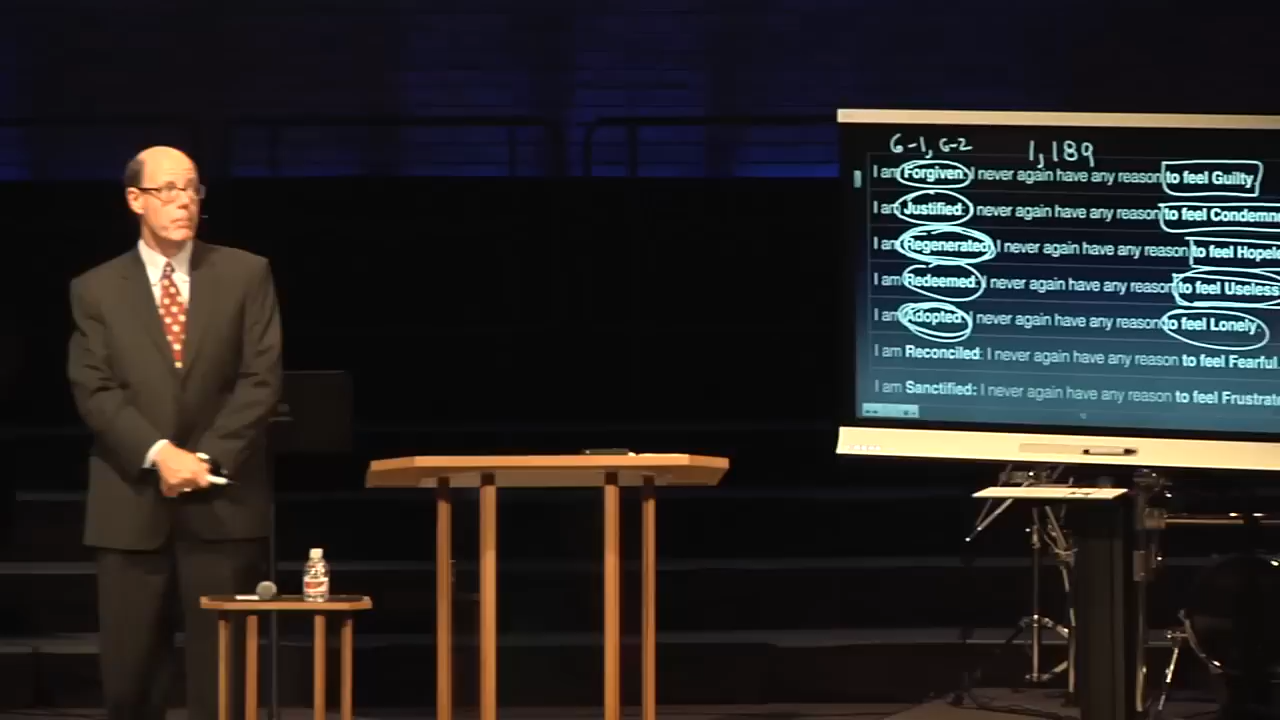 G-1, G-2 1,189
I am Forgiven: I never again have any reason to feel Guilty.
I am Justified: I never again have any reason to feel Condemn
I am Regenerated: I never again have any reason to feel Hopele
I am Redeemed: I never again have any reason to feel Useless
I am Adopted: I never again have any reason to feel Lonely.
I am Reconciled: I never again have any reason to feel Fearful.
I am Sanctified: I never again have any reason to feel Frustrate